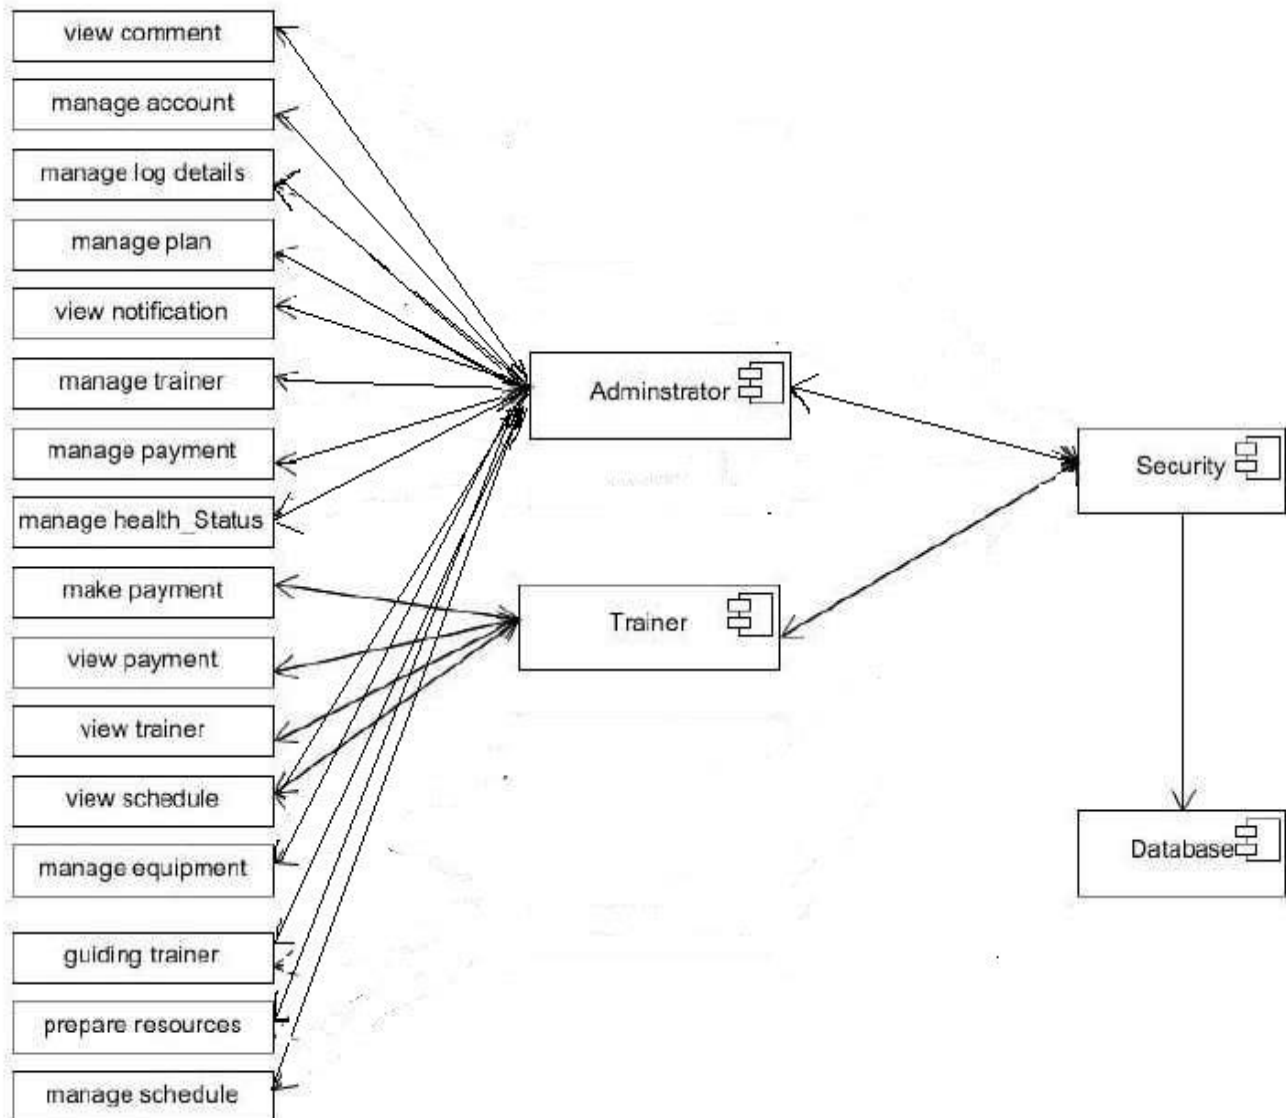 view comment
manage account
manage log details
manage plan
view notification
manage trainer
manage payment
manage health_Status
make payment
view payment
view trainer
view schedule
manage equipment
guiding trainer
prepare resources
manage schedule
Adminstrator
Trainer
Security
Database